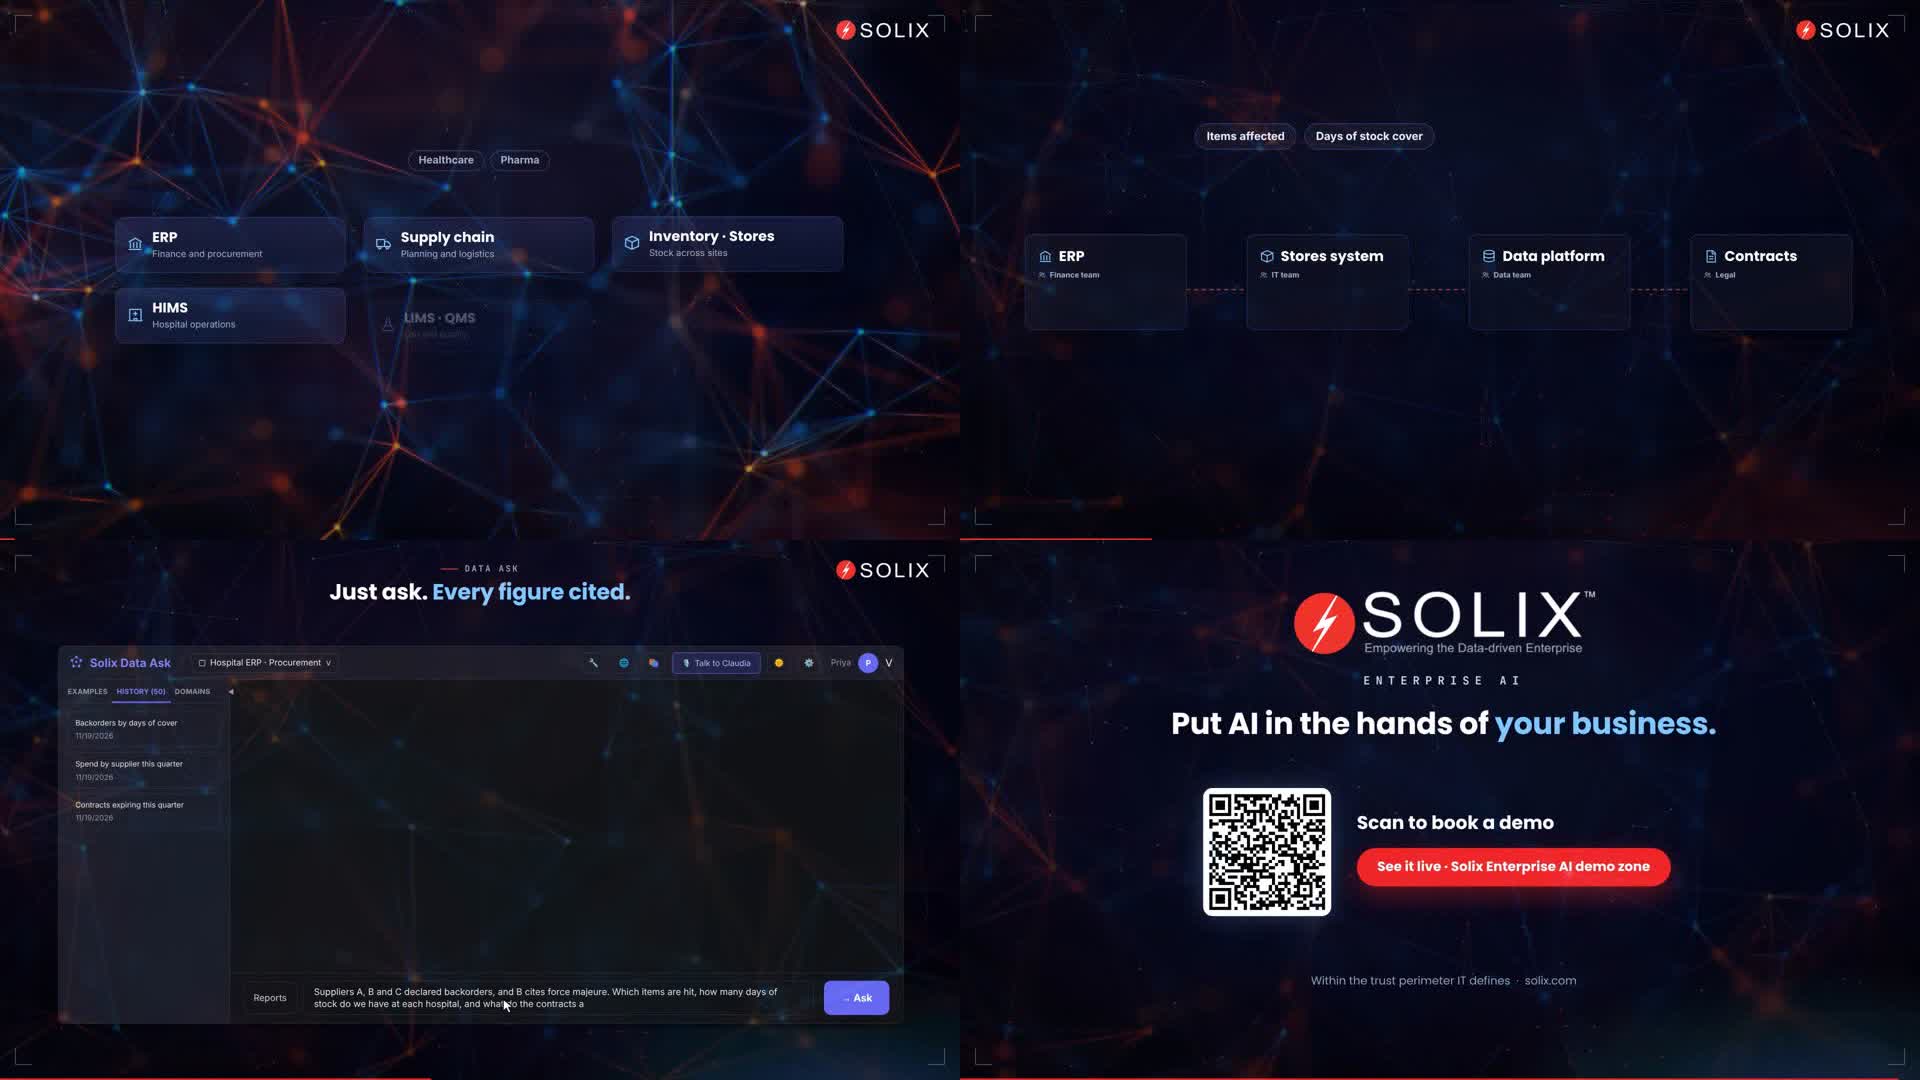 SOLIX
Healthcare
Pharma
ERP
Finance and procurement
Supply chain
Planning and logistics
Inventory · Stores
Stock across sites
HIMS
Hospital operations
LIMS · QMS
SOLIX
Items affected
Days of stock cover
ERP
Finance team
Stores system
IT team
Data platform
Data team
Contracts
Legal
DATA ASK
SOLIX
Just ask. Every figure cited.
Solix Data Ask
Hospital ERP · Procurement
Talk to Claudia
Priya
P
EXAMPLES
HISTORY (50)
DOMAINS
Backorders by days of cover
11/19/2026
Spend by supplier this quarter
11/19/2026
Contracts expiring this quarter
11/19/2026
Reports
Suppliers A, B and C declared backorders, and B cites force majeure. Which items are hit, how many days of
stock do we have at each hospital, and what do the contracts a
Ask
SOLIX™
Empowering the Data-driven Enterprise
ENTERPRISE AI
Put AI in the hands of your business.
Scan to book a demo
See it live · Solix Enterprise AI demo zone
Within the trust perimeter IT defines · solix.com